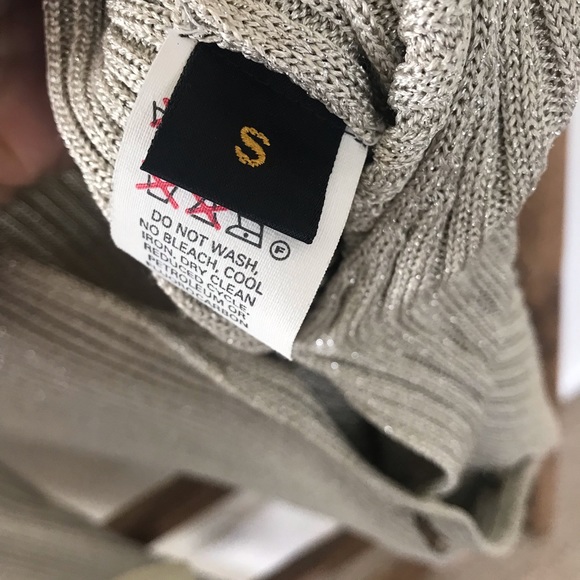 S
F
DO NOT WASH,
NO BLEACH, COOL
IRON, DRY CLEAN
REDUCED CYCLE.
PETROLEUM OR